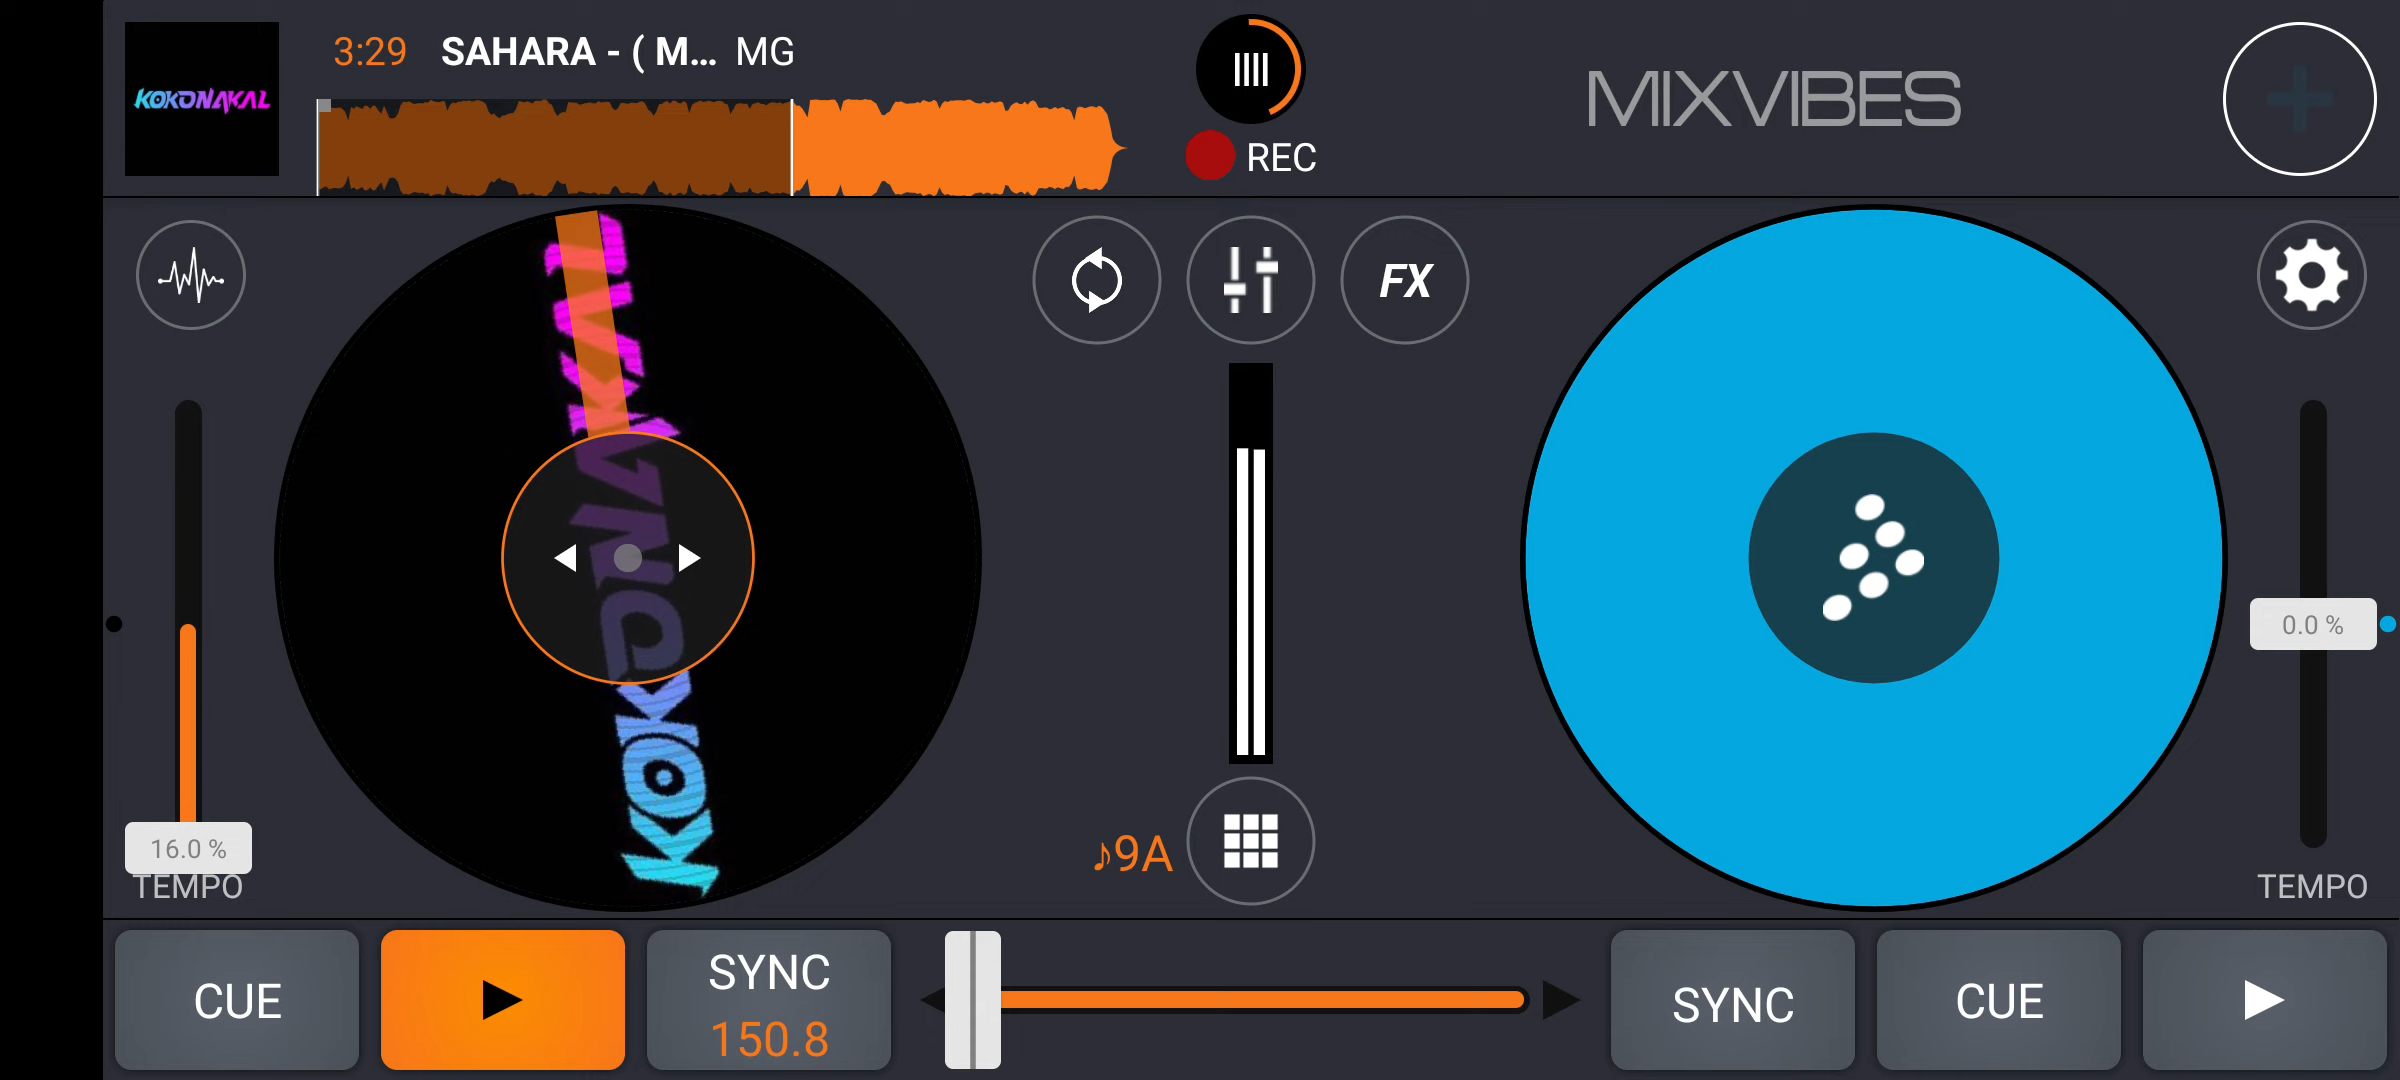 KOKONAKAL
3:29 SAHARA - ( M... MG
REC
MIXVIBES
FX
KOKONAKAL
16.0 %
TEMPO
♪9A
0.0 %
TEMPO
CUE
SYNC
150.8
SYNC
CUE